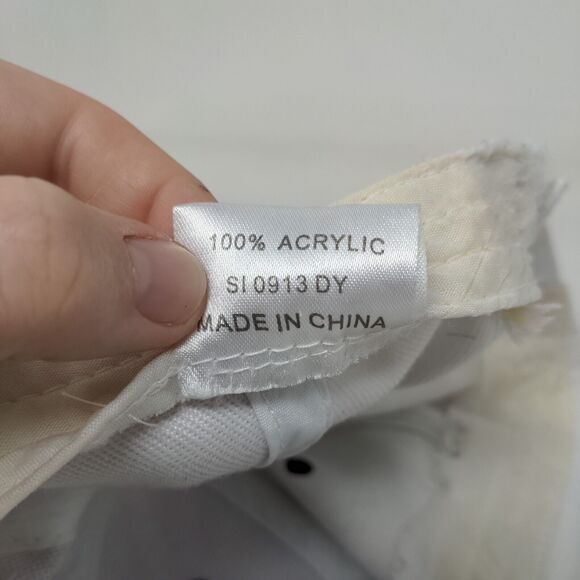 100% ACRYLIC
SI 0913 DY
MADE IN CHINA